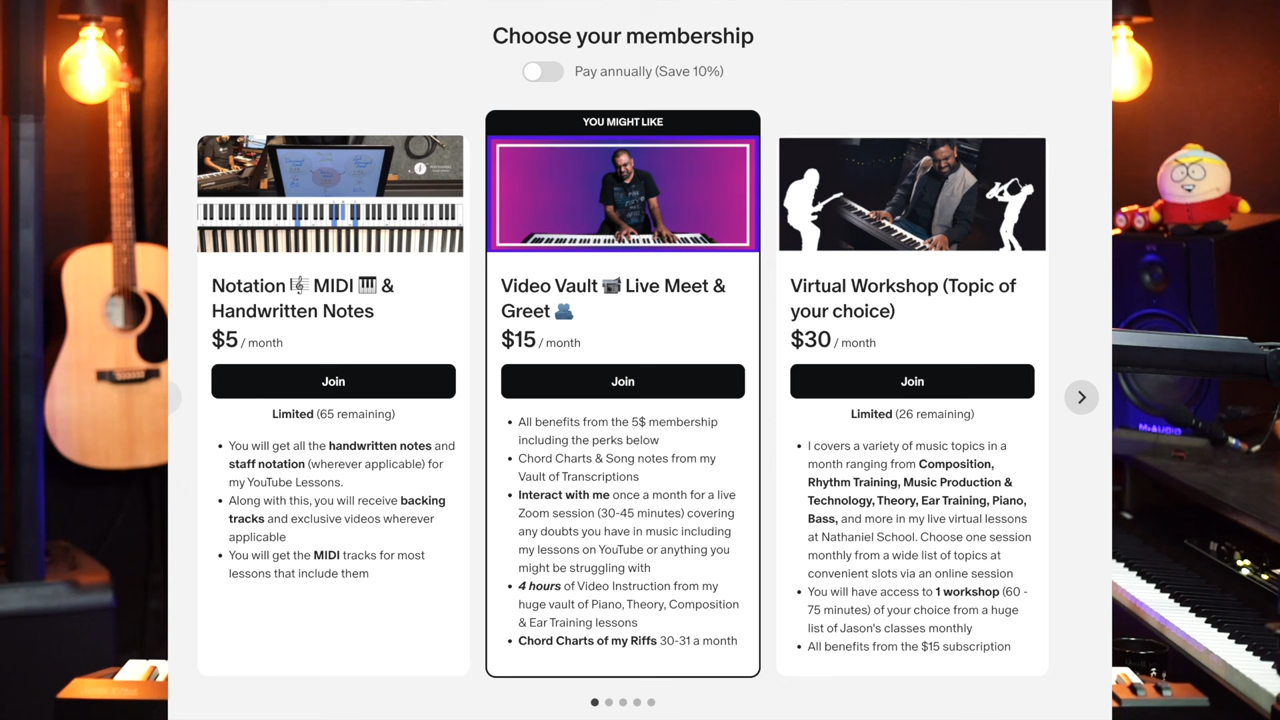 Choose your membership
Pay annually (Save 10%)
Notation 🎼 MIDI 🎹 &
Handwritten Notes
$5 / month
Join
Limited (65 remaining)
• You will get all the handwritten notes and
staff notation (wherever applicable) for
my YouTube Lessons.
• Along with this, you will receive backing
tracks and exclusive videos wherever
applicable
• You will get the MIDI tracks for most
lessons that include them
YOU MIGHT LIKE
Video Vault 📹 Live Meet &
Greet 🫂
$15 / month
Join
• All benefits from the 5$ membership
including the perks below
• Chord Charts & Song notes from my
Vault of Transcriptions
• Interact with me once a month for a live
Zoom session (30-45 minutes) covering
any doubts you have in music including
my lessons on YouTube or anything you
might be struggling with
• 4 hours of Video Instruction from my
huge vault of Piano, Theory, Composition
& Ear Training lessons
• Chord Charts of my Riffs 30-31 a month
Virtual Workshop (Topic of
your choice)
$30 / month
Join
Limited (26 remaining)
• I covers a variety of music topics in a
month ranging from Composition,
Rhythm Training, Music Production &
Technology, Theory, Ear Training, Piano,
Bass, and more in my live virtual lessons
at Nathaniel School. Choose one session
monthly from a wide list of topics at
convenient slots via an online session
• You will have access to 1 workshop (60 -
75 minutes) of your choice from a huge
list of Jason's classes monthly
• All benefits from the $15 subscription
M-AUDIO